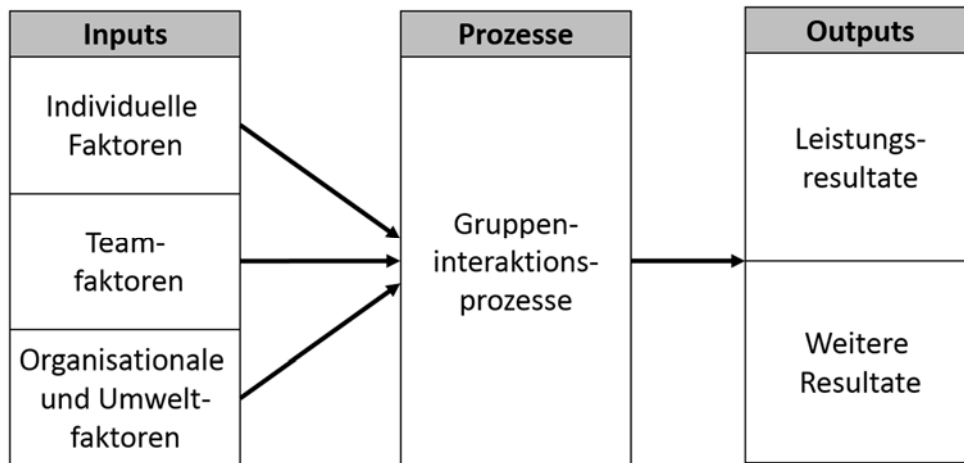 Inputs
Individuelle
Faktoren
Team-
faktoren
Organisationale
und Umwelt-
faktoren
Prozesse
Gruppen-
interaktions-
prozesse
Outputs
Leistungs-
resultate
Weitere
Resultate